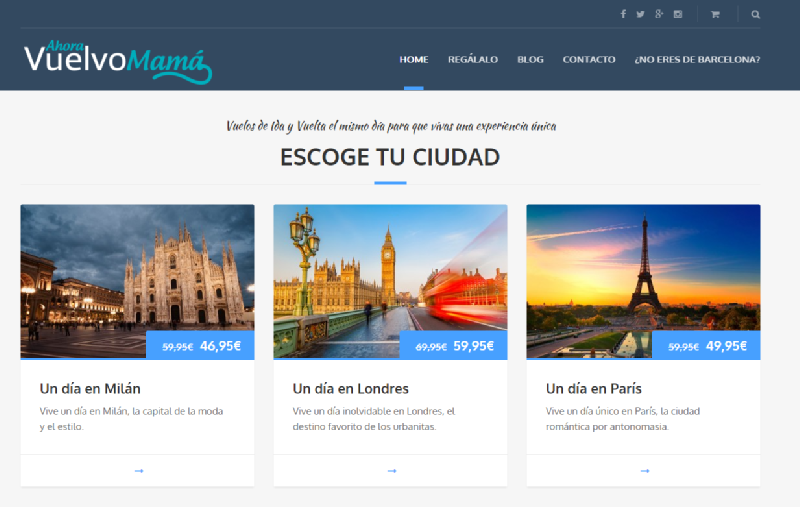 Ahora
VuelvoMamá
HOME REGÁLALO BLOG CONTACTO ¿NO ERES DE BARCELONA?
Vuelos de Ida y Vuelta el mismo día para que vivas una experiencia única
ESCOGE TU CIUDAD
59,95€ 46,95€
69,95€ 59,95€
59,95€ 49,95€
Un día en Milán
Vive un día en Milán, la capital de la moda
y el estilo.
Un día en Londres
Vive un día inolvidable en Londres, el
destino favorito de los urbanitas.
Un día en París
Vive un día único en París, la ciudad
romántica por antonomasia.